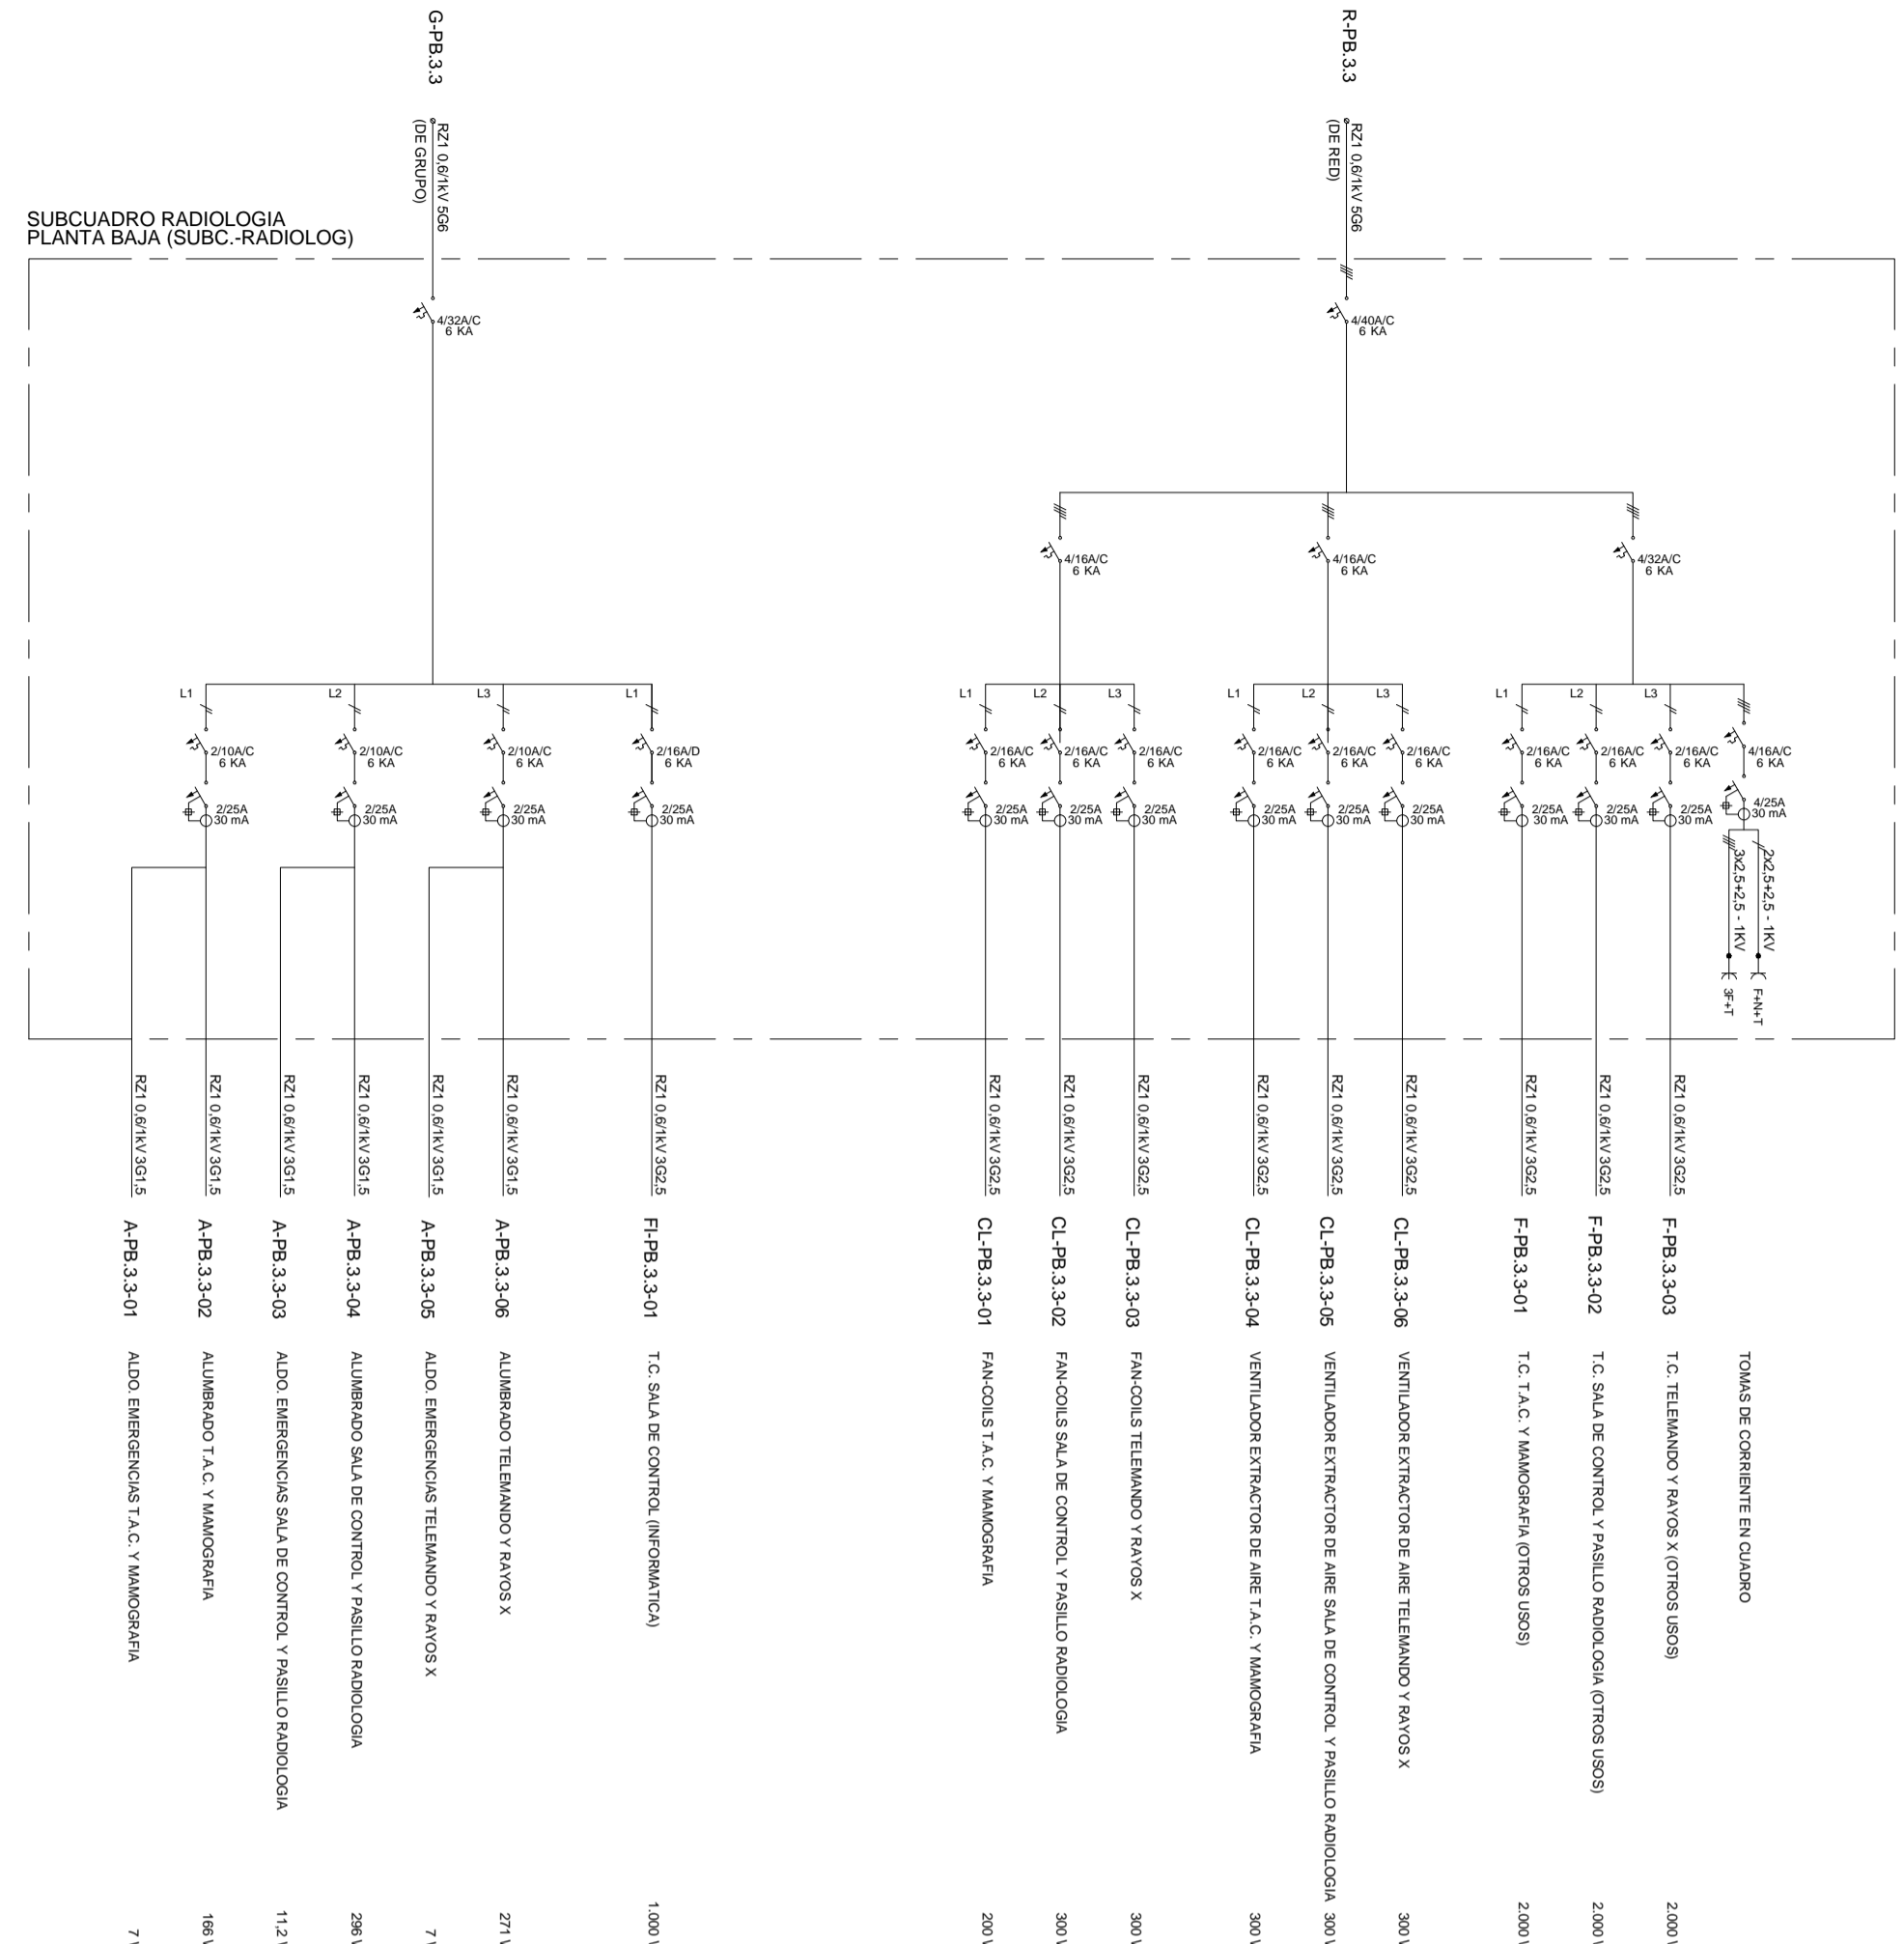 G-PB.3.3
RZ1 0,6/1kV 5G6
(DE GRUPO)
R-PB.3.3
RZ1 0,6/1kV 5G6
(DE RED)
SUBCUADRO RADIOLOGIA
PLANTA BAJA (SUBC.-RADIOLOG)
4/32A/C
6 KA
4/40A/C
6 KA
4/16A/C
6 KA
4/16A/C
6 KA
4/32A/C
6 KA
L1
L2
L3
L1
L1
L2
L3
L1
L2
L3
L1
L2
L3
2/10A/C
6 KA
2/10A/C
6 KA
2/10A/C
6 KA
2/16A/D
6 KA
2/16A/C
6 KA
2/16A/C
6 KA
2/16A/C
6 KA
2/16A/C
6 KA
2/16A/C
6 KA
2/16A/C
6 KA
2/16A/C
6 KA
2/16A/C
6 KA
2/16A/C
6 KA
4/16A/C
6 KA
2/25A
30 mA
2/25A
30 mA
2/25A
30 mA
2/25A
30 mA
2/25A
30 mA
2/25A
30 mA
2/25A
30 mA
2/25A
30 mA
2/25A
30 mA
2/25A
30 mA
2/25A
30 mA
2/25A
30 mA
2/25A
30 mA
4/25A
30 mA
3x2,5+2,5 - 1KV
2x2,5+2,5 - 1KV
3F+T
F+N+T
RZ1 0,6/1kV 3G1,5
RZ1 0,6/1kV 3G1,5
RZ1 0,6/1kV 3G1,5
RZ1 0,6/1kV 3G1,5
RZ1 0,6/1kV 3G1,5
RZ1 0,6/1kV 3G1,5
RZ1 0,6/1kV 3G2,5
RZ1 0,6/1kV 3G2,5
RZ1 0,6/1kV 3G2,5
RZ1 0,6/1kV 3G2,5
RZ1 0,6/1kV 3G2,5
RZ1 0,6/1kV 3G2,5
RZ1 0,6/1kV 3G2,5
RZ1 0,6/1kV 3G2,5
RZ1 0,6/1kV 3G2,5
RZ1 0,6/1kV 3G2,5
A-PB.3.3-01 ALDO. EMERGENCIAS T.A.C. Y MAMOGRAFIA 7 W
A-PB.3.3-02 ALUMBRADO T.A.C. Y MAMOGRAFIA 166 W
A-PB.3.3-03 ALDO. EMERGENCIAS SALA DE CONTROL Y PASILLO RADIOLOGIA 11,2 W
A-PB.3.3-04 ALUMBRADO SALA DE CONTROL Y PASILLO RADIOLOGIA 296 W
A-PB.3.3-05 ALDO. EMERGENCIAS TELEMANDO Y RAYOS X 7 W
A-PB.3.3-06 ALUMBRADO TELEMANDO Y RAYOS X 271 W
FI-PB.3.3-01 T.C. SALA DE CONTROL (INFORMATICA) 1.000 W
CL-PB.3.3-01 FAN-COILS T.A.C. Y MAMOGRAFIA 200 W
CL-PB.3.3-02 FAN-COILS SALA DE CONTROL Y PASILLO RADIOLOGIA 300 W
CL-PB.3.3-03 FAN-COILS TELEMANDO Y RAYOS X 300 W
CL-PB.3.3-04 VENTILADOR EXTRACTOR DE AIRE T.A.C. Y MAMOGRAFIA 300 W
CL-PB.3.3-05 VENTILADOR EXTRACTOR DE AIRE SALA DE CONTROL Y PASILLO RADIOLOGIA 300 W
CL-PB.3.3-06 VENTILADOR EXTRACTOR DE AIRE TELEMANDO Y RAYOS X 300 W
F-PB.3.3-01 T.C. T.A.C. Y MAMOGRAFIA (OTROS USOS) 2.000 W
F-PB.3.3-02 T.C. SALA DE CONTROL Y PASILLO RADIOLOGIA (OTROS USOS) 2.000 W
F-PB.3.3-03 T.C. TELEMANDO Y RAYOS X (OTROS USOS) 2.000 W
TOMAS DE CORRIENTE EN CUADRO